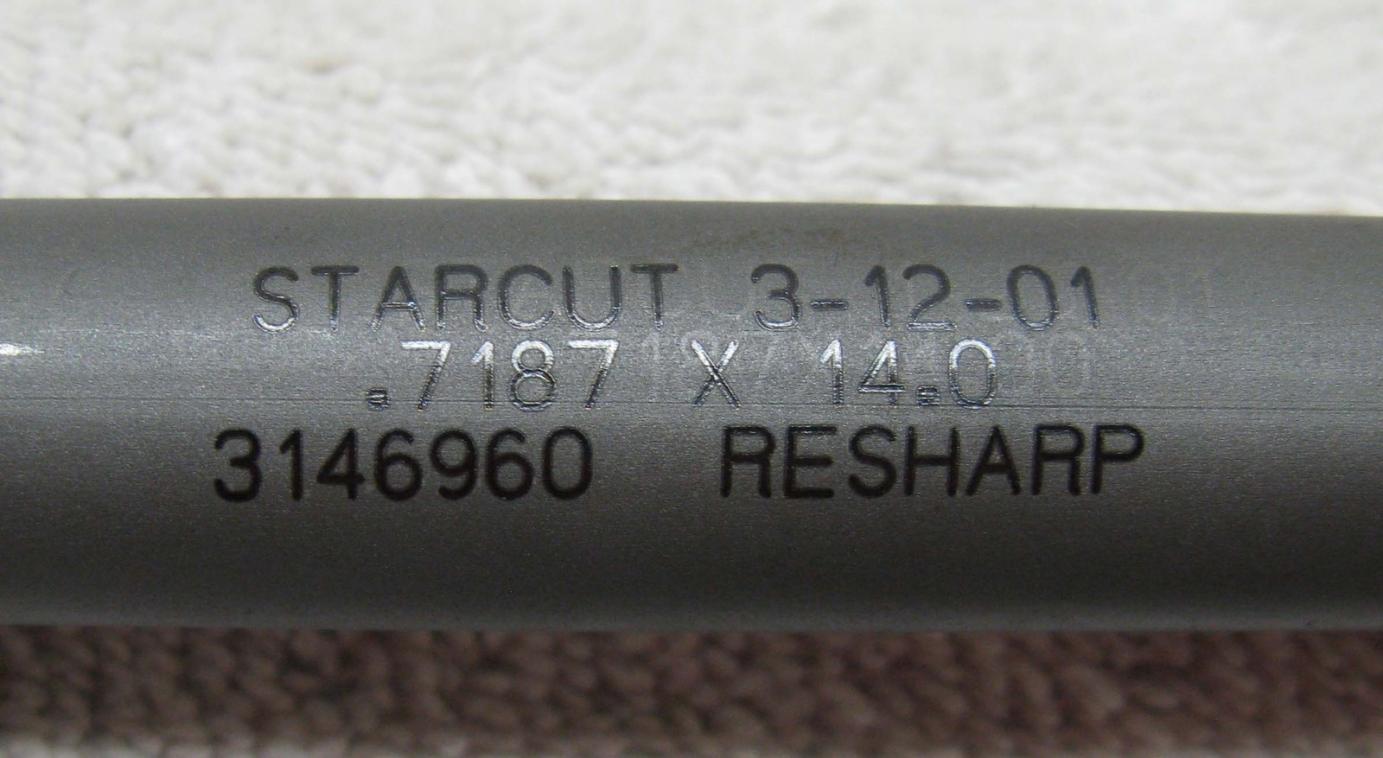 STARCUT 3-12-01
.7187 X 14.0
3146960 RESHARP